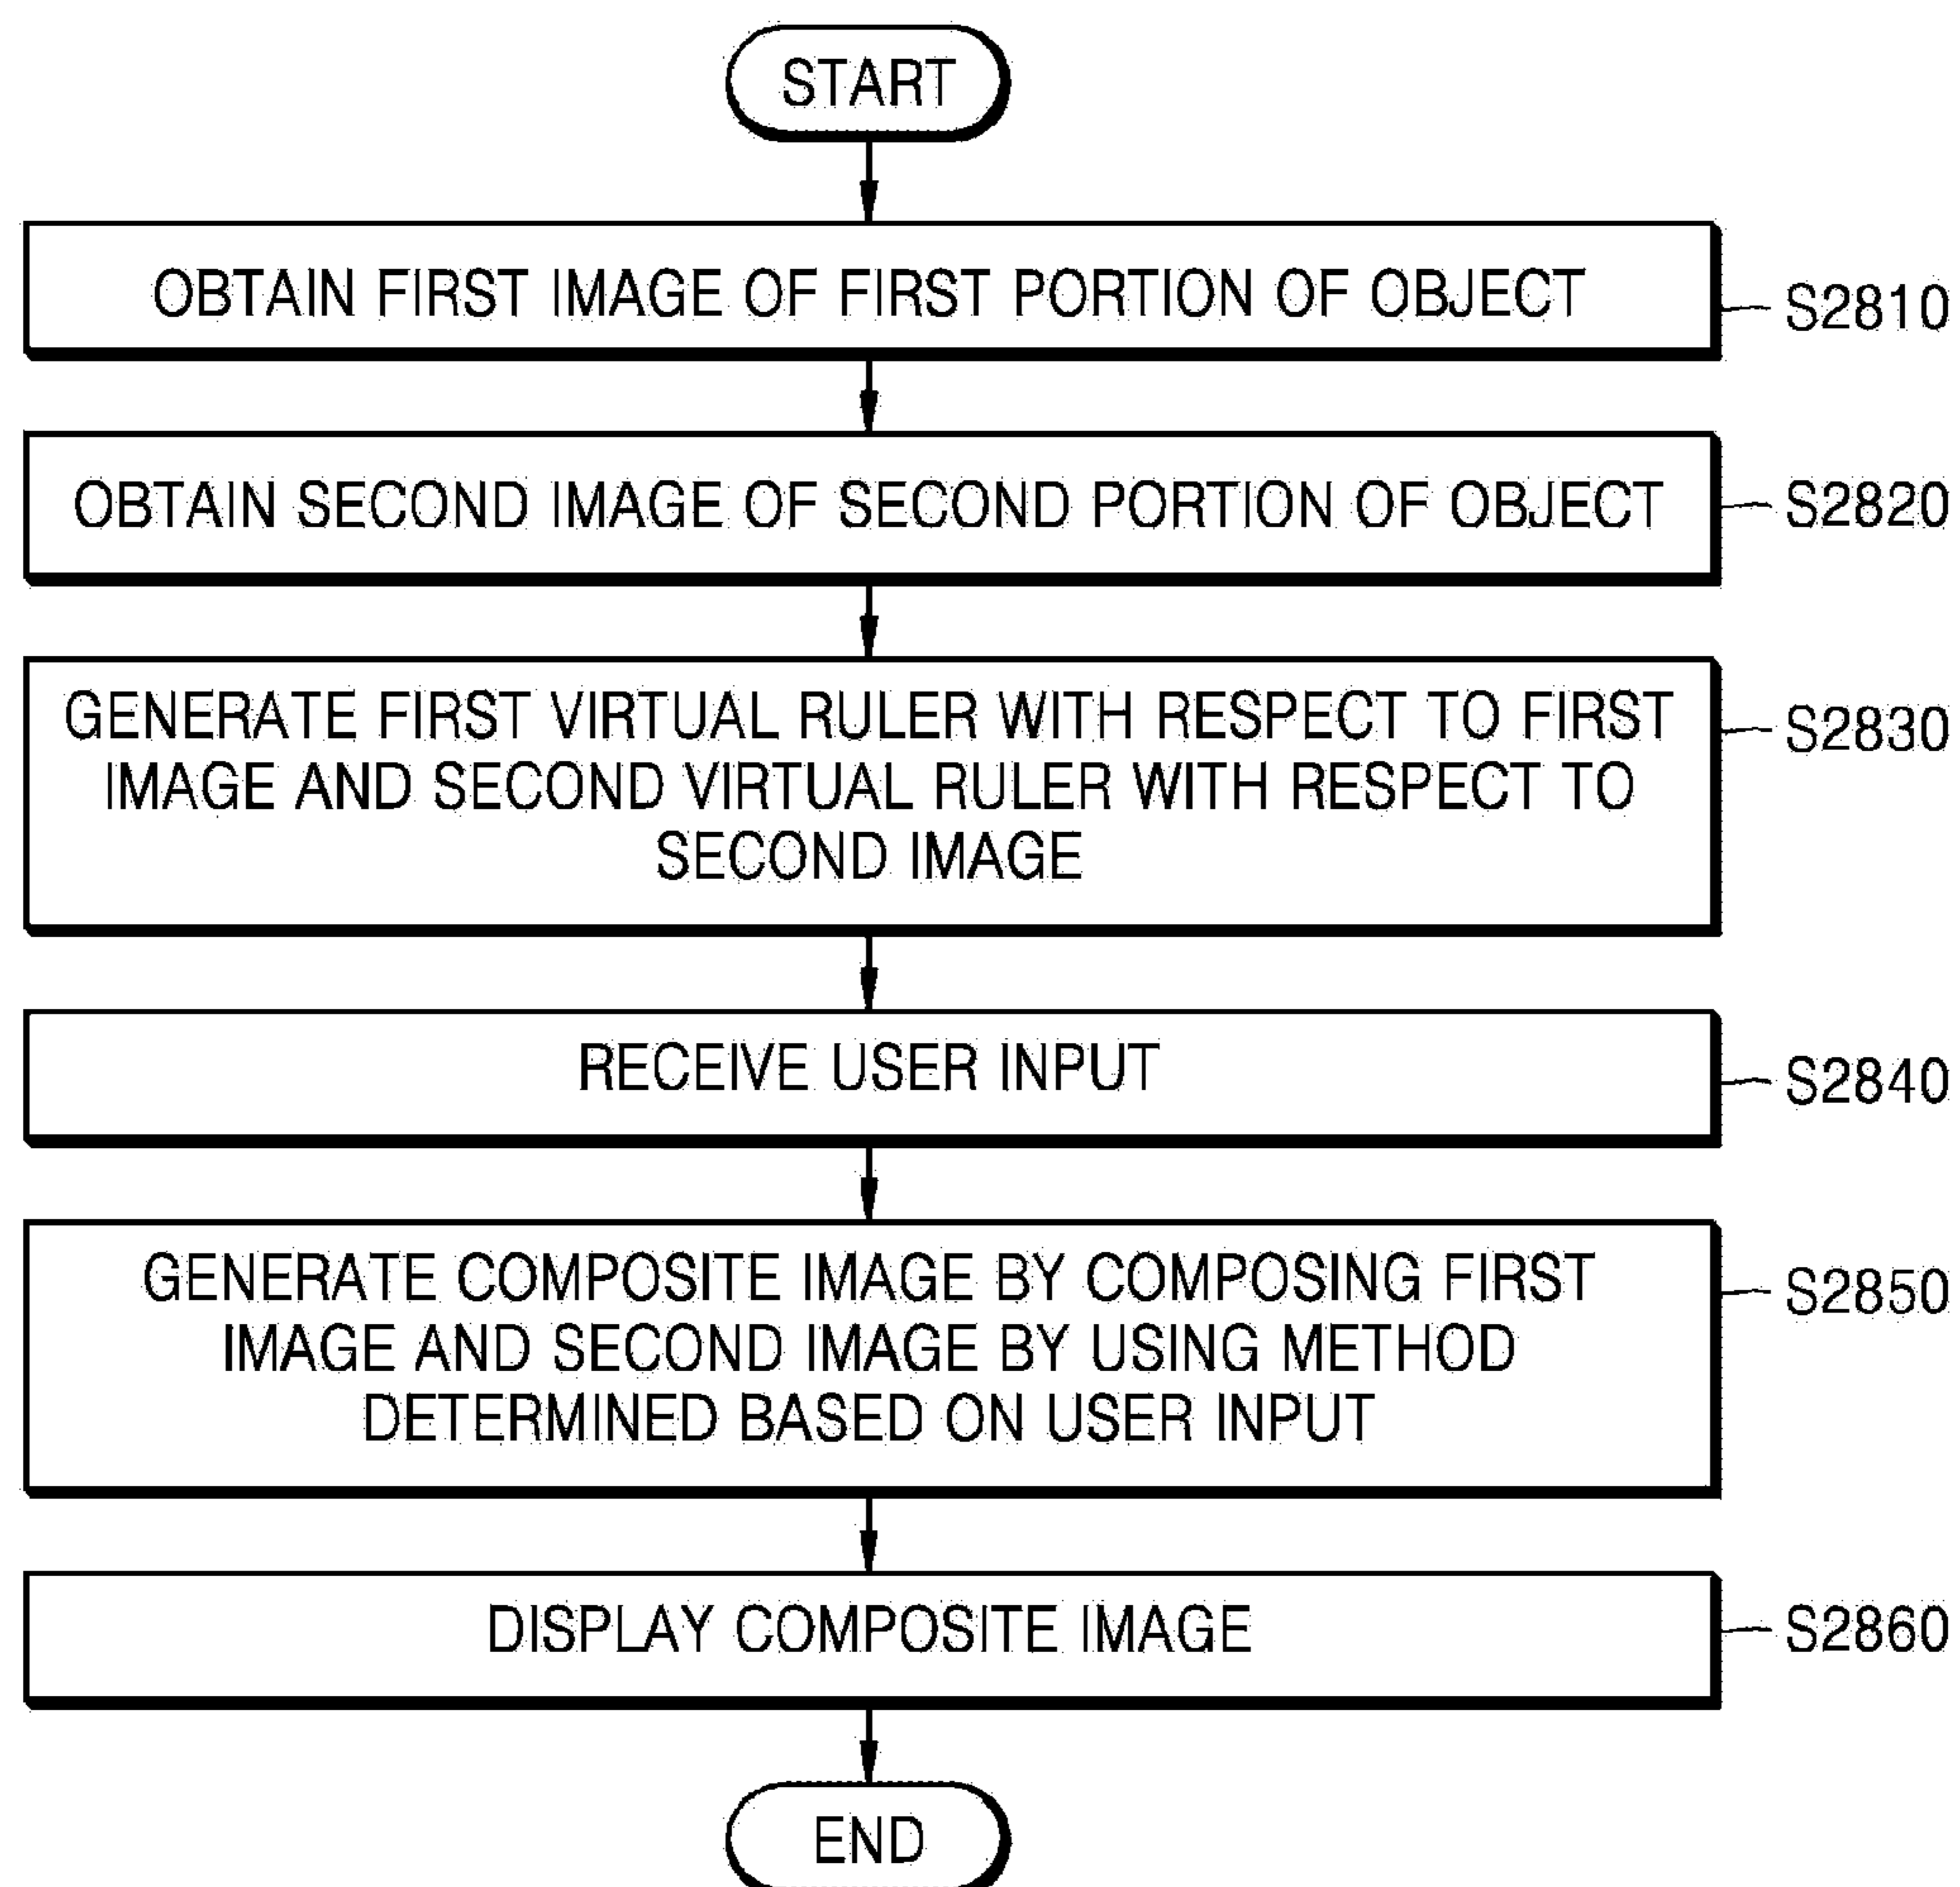 START
OBTAIN FIRST IMAGE OF FIRST PORTION OF OBJECT
S2810
OBTAIN SECOND IMAGE OF SECOND PORTION OF OBJECT
S2820
GENERATE FIRST VIRTUAL RULER WITH RESPECT TO FIRST
IMAGE AND SECOND VIRTUAL RULER WITH RESPECT TO
SECOND IMAGE
S2830
RECEIVE USER INPUT
S2840
GENERATE COMPOSITE IMAGE BY COMPOSING FIRST
IMAGE AND SECOND IMAGE BY USING METHOD
DETERMINED BASED ON USER INPUT
S2850
DISPLAY COMPOSITE IMAGE
S2860
END